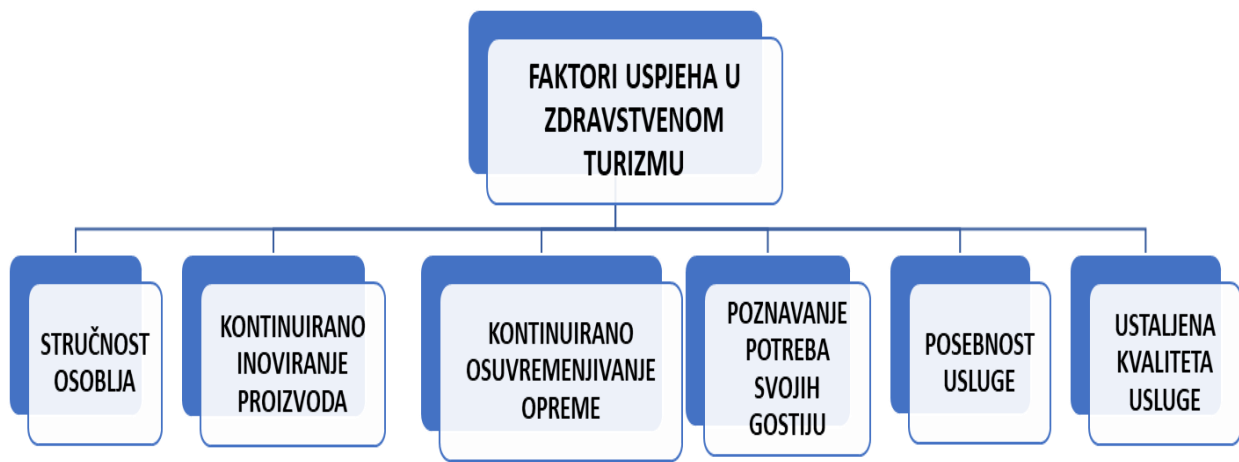 FAKTORI USPJEHA U
ZDRAVSTVENOM
TURIZMU
STRUČNOST
OSOBLJA
KONTINUIRANO
INOVIRANJE
PROIZVODA
KONTINUIRANO
OSUVREMENJIVANJE
OPREME
POZNAVANJE
POTREBA
SVOJIH
GOSTIJU
POSEBNOST
USLUGE
USTALJENA
KVALITETA
USLUGE